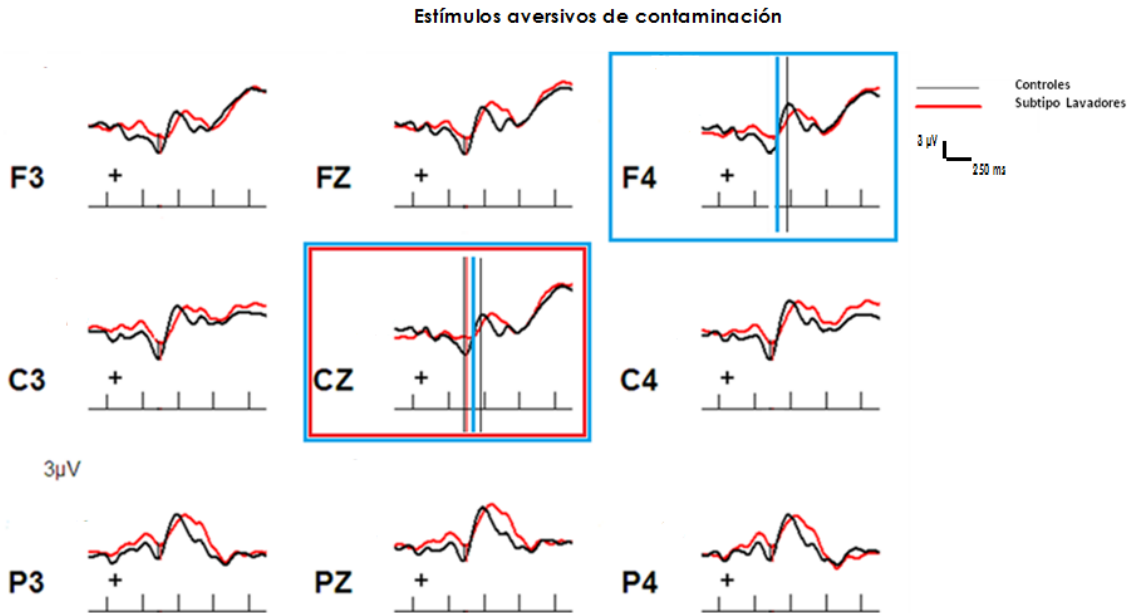 Estímulos aversivos de contaminación
Controles
Subtipo Lavadores
3 µV
250 ms
F3
+
FZ
+
F4
+
C3
+
CZ
+
C4
+
3µV
P3
+
PZ
+
P4
+